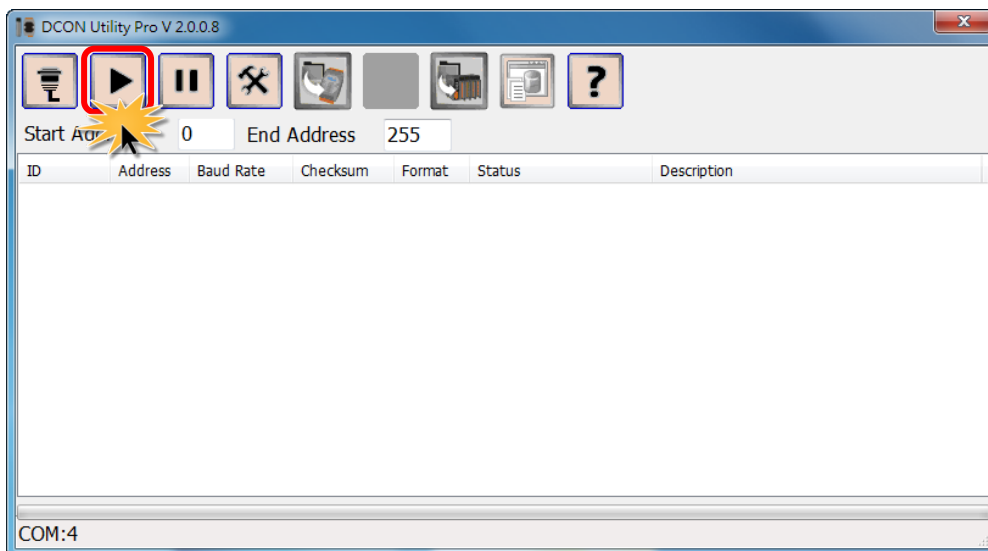 DCON Utility Pro V 2.0.0.8
?
Start 0 End Address 255
ID Address Baud Rate Checksum Format Status Description
COM:4